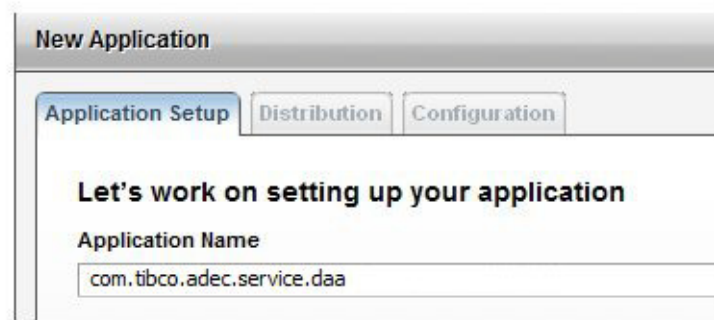 New Application
Application Setup Distribution Configuration
Let's work on setting up your application
Application Name
com.tibco.adec.service.daa